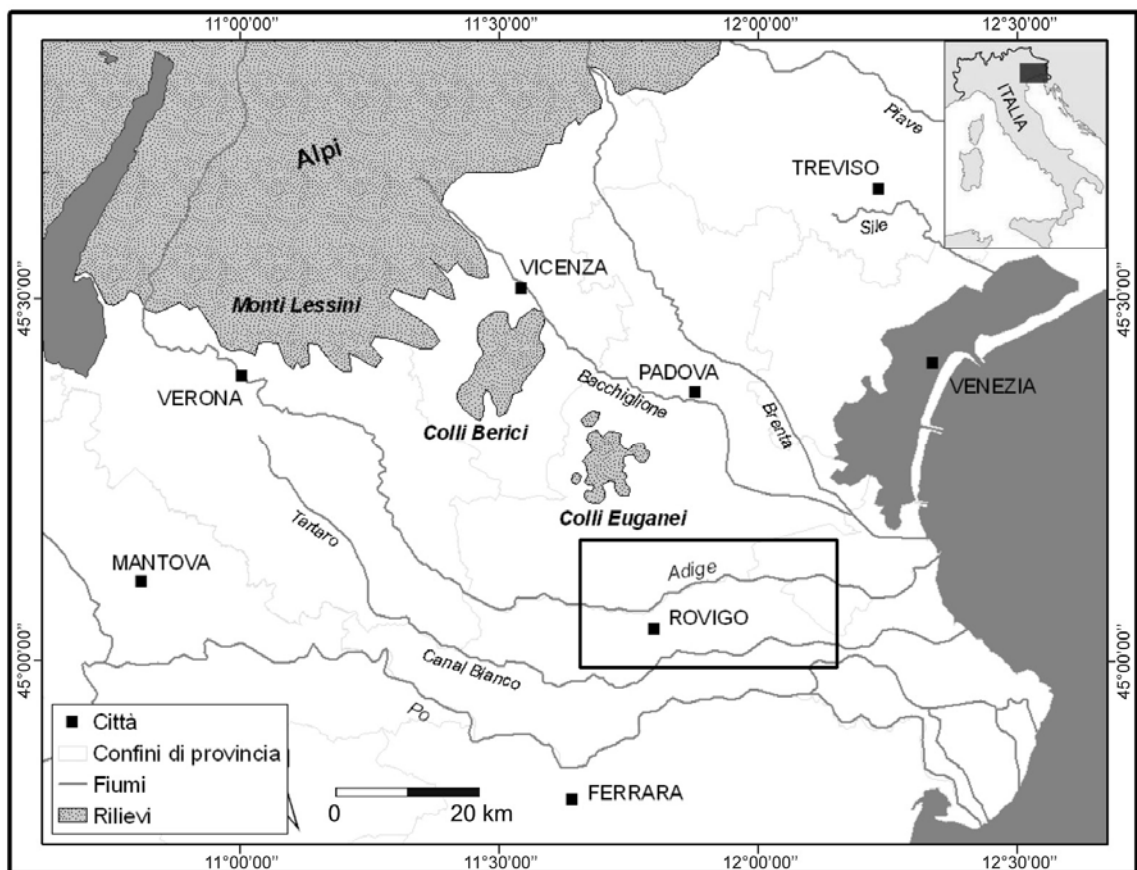 11°00'00''
11°30'00''
12°00'00''
12°30'00''
ITALIA
Piave
Alpi
TREVISO
Sile
VICENZA
45°30'00''
45°30'00''
Monti Lessini
VENEZIA
PADOVA
VERONA
Bacchiglione
Brenta
Colli Berici
Colli Euganei
Tartaro
MANTOVA
Adige
ROVIGO
45°00'00''
45°00'00''
Canal Bianco
Po
Città
Confini di provincia
Fiumi
Rilievi
0
20 km
FERRARA
11°00'00''
11°30'00''
12°00'00''
12°30'00''